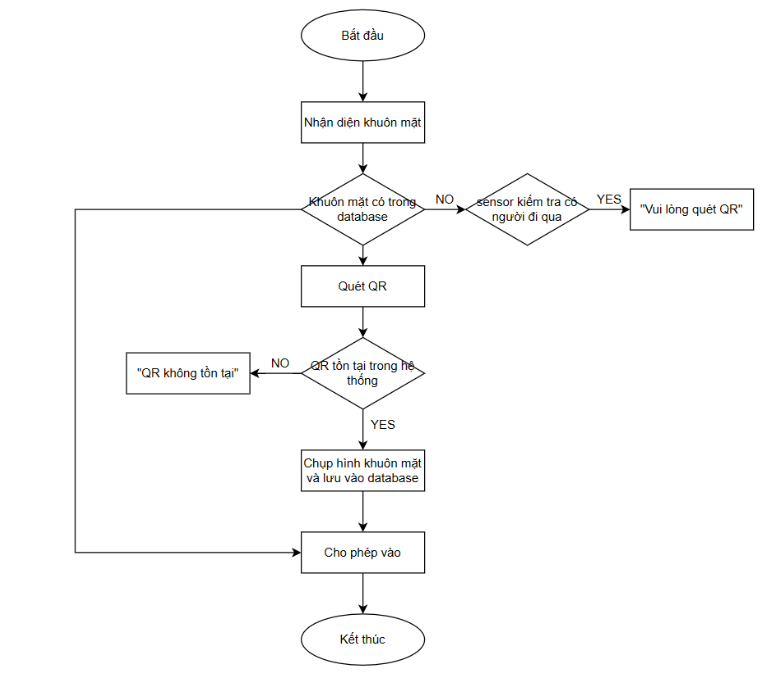 Bắt đầu
Nhận diện khuôn mặt
Khuôn mặt có trong
database
NO
sensor kiểm tra có
người đi qua
YES
"Vui lòng quét QR"
Quét QR
QR tồn tại trong hệ
thống
NO
"QR không tồn tại"
YES
Chụp hình khuôn mặt
và lưu vào database
Cho phép vào
Kết thúc